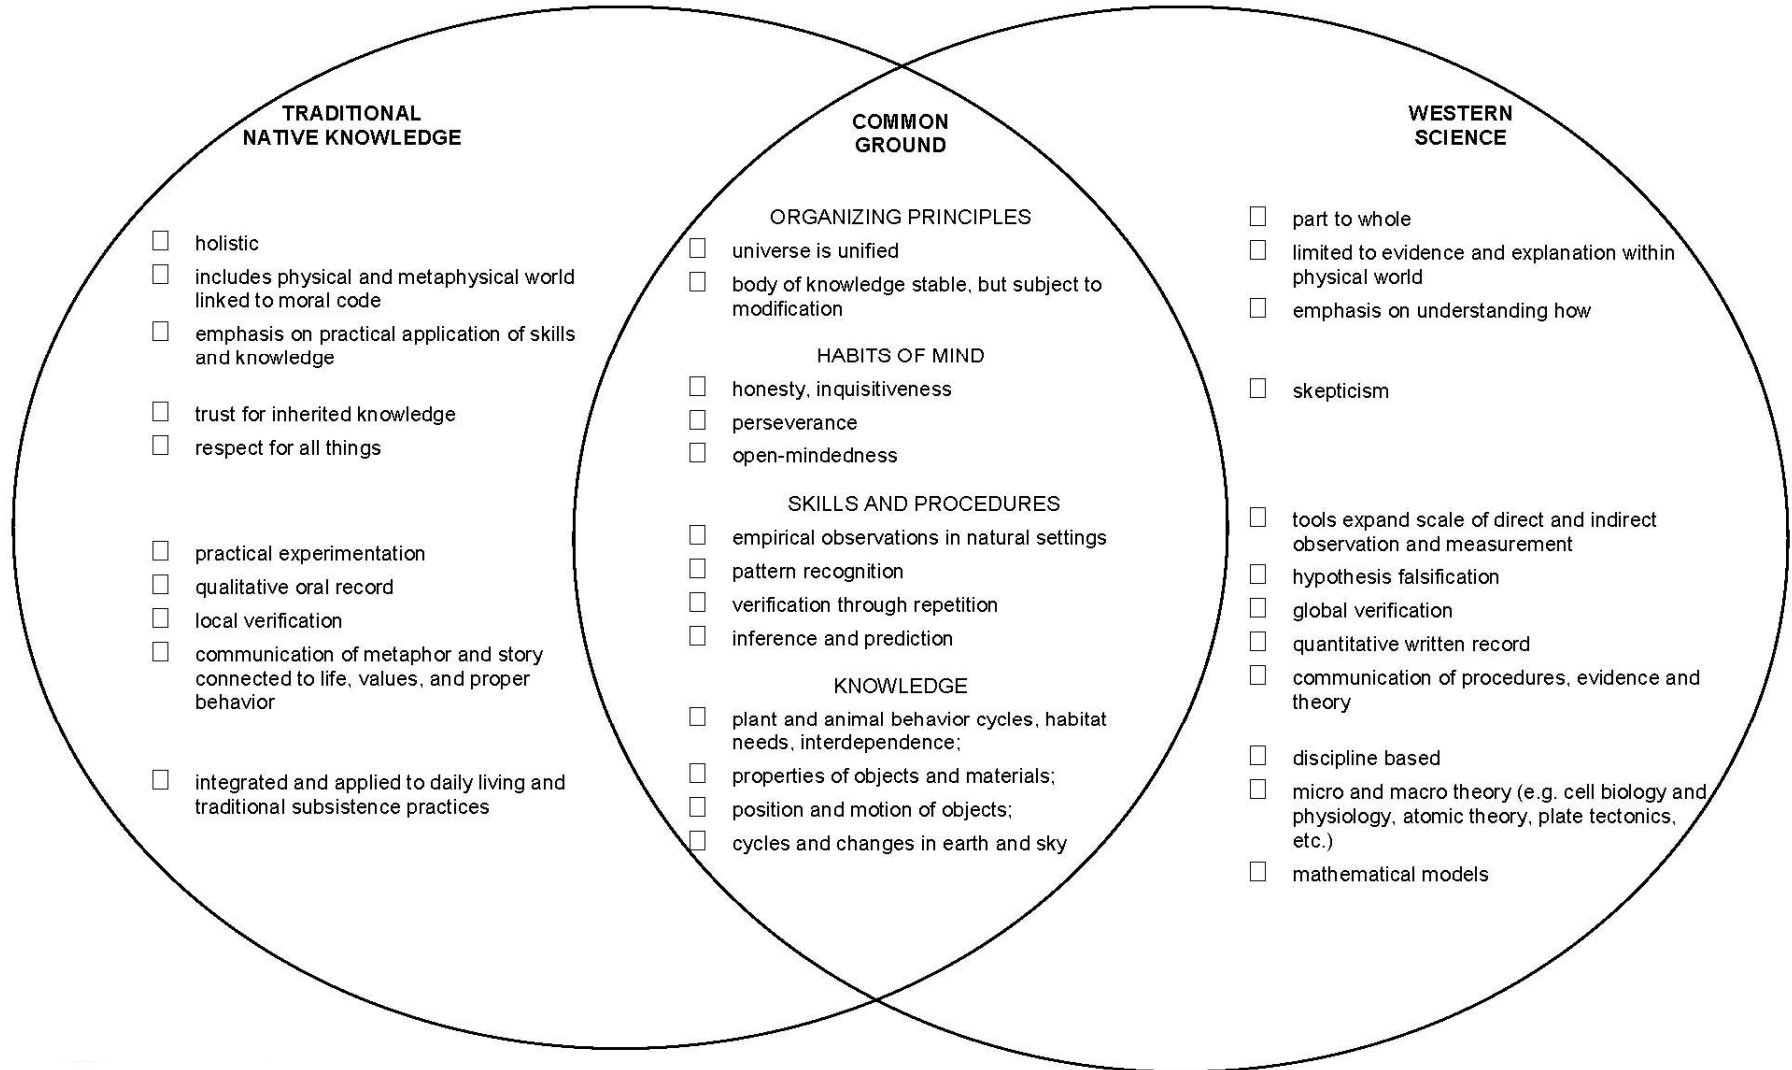 TRADITIONAL
NATIVE KNOWLEDGE
holistic
includes physical and metaphysical world
linked to moral code
emphasis on practical application of skills
and knowledge
trust for inherited knowledge
respect for all things
practical experimentation
qualitative oral record
local verification
communication of metaphor and story
connected to life, values, and proper
behavior
integrated and applied to daily living and
traditional subsistence practices
COMMON
GROUND
ORGANIZING PRINCIPLES
universe is unified
body of knowledge stable, but subject to
modification
HABITS OF MIND
honesty, inquisitiveness
perseverance
open-mindedness
SKILLS AND PROCEDURES
empirical observations in natural settings
pattern recognition
verification through repetition
inference and prediction
KNOWLEDGE
plant and animal behavior cycles, habitat
needs, interdependence;
properties of objects and materials;
position and motion of objects;
cycles and changes in earth and sky
WESTERN
SCIENCE
part to whole
limited to evidence and explanation within
physical world
emphasis on understanding how
skepticism
tools expand scale of direct and indirect
observation and measurement
hypothesis falsification
global verification
quantitative written record
communication of procedures, evidence and
theory
discipline based
micro and macro theory (e.g. cell biology and
physiology, atomic theory, plate tectonics,
etc.)
mathematical models